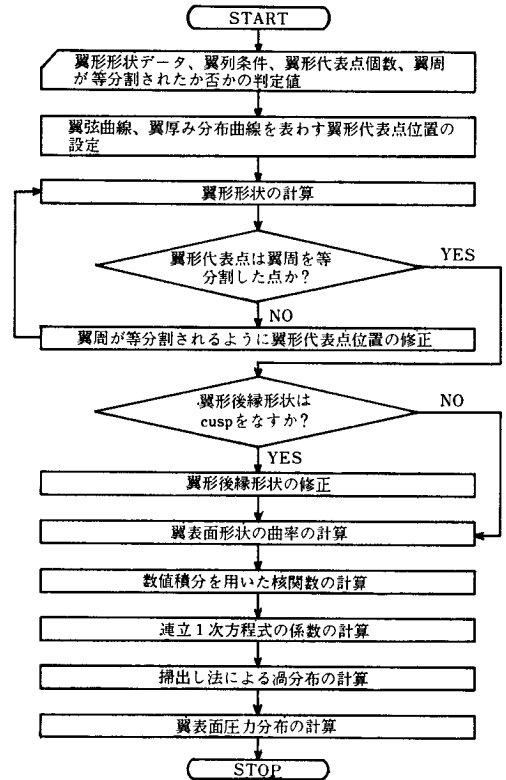 START
翼形形状データ、翼列条件、翼形代表点個数、翼周
が等分割されたか否かの判定値
翼弦曲線、翼厚み分布曲線を表わす翼形代表点位置の
設定
翼形形状の計算
翼形代表点は翼周を等
分割した点か?
YES
NO
翼周が等分割されるように翼形代表点位置の修正
翼形後縁形状は
cuspをなすか?
NO
YES
翼形後縁形状の修正
翼表面形状の曲率の計算
数値積分を用いた核関数の計算
連立1次方程式の係数の計算
掃出し法による渦分布の計算
翼表面圧力分布の計算
STOP